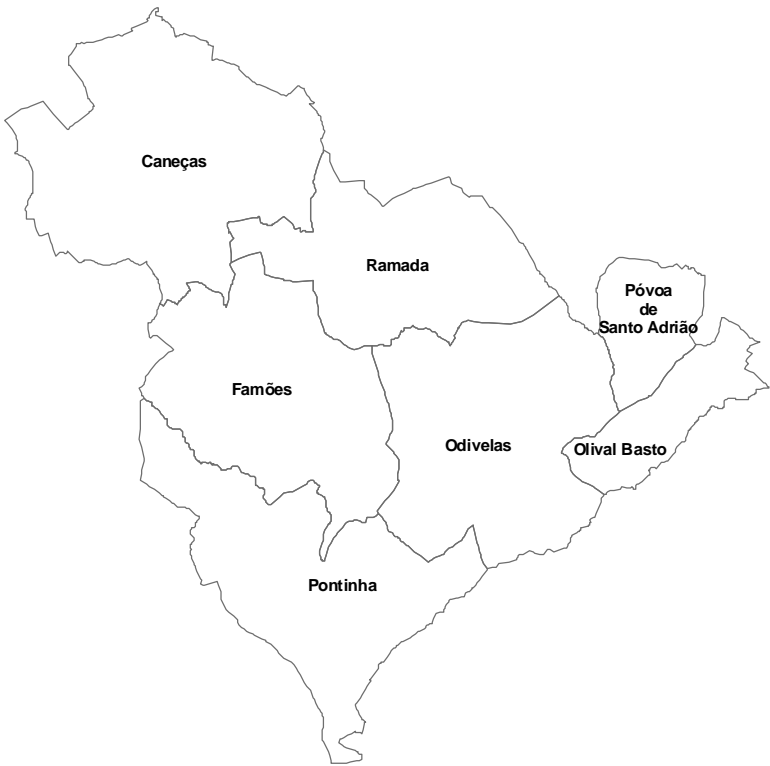 Caneças
Ramada
Póvoa
de
Santo Adrião
Famões
Odivelas
Olival Basto
Pontinha